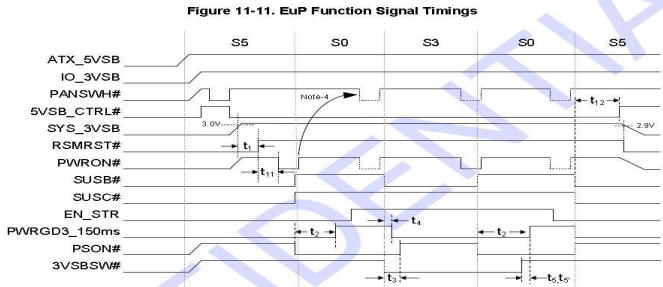 Figure 11-11. EuP Function Signal Timings
S5 S0 S3 S0 S5
ATX_5VSB
IO_3VSB
PANSWH#
Note-4
5VSB_CTRL#
t12
SYS_3VSB
3.0V
2.9V
RSMRST#
t1
PWRON#
t11
SUSB#
SUSC#
EN_STR
t4
PWRGD3_150ms
t2
t2
PSON#
3VSBSW#
t3
t5,t5'
IDENTIAL
TIDENTIA